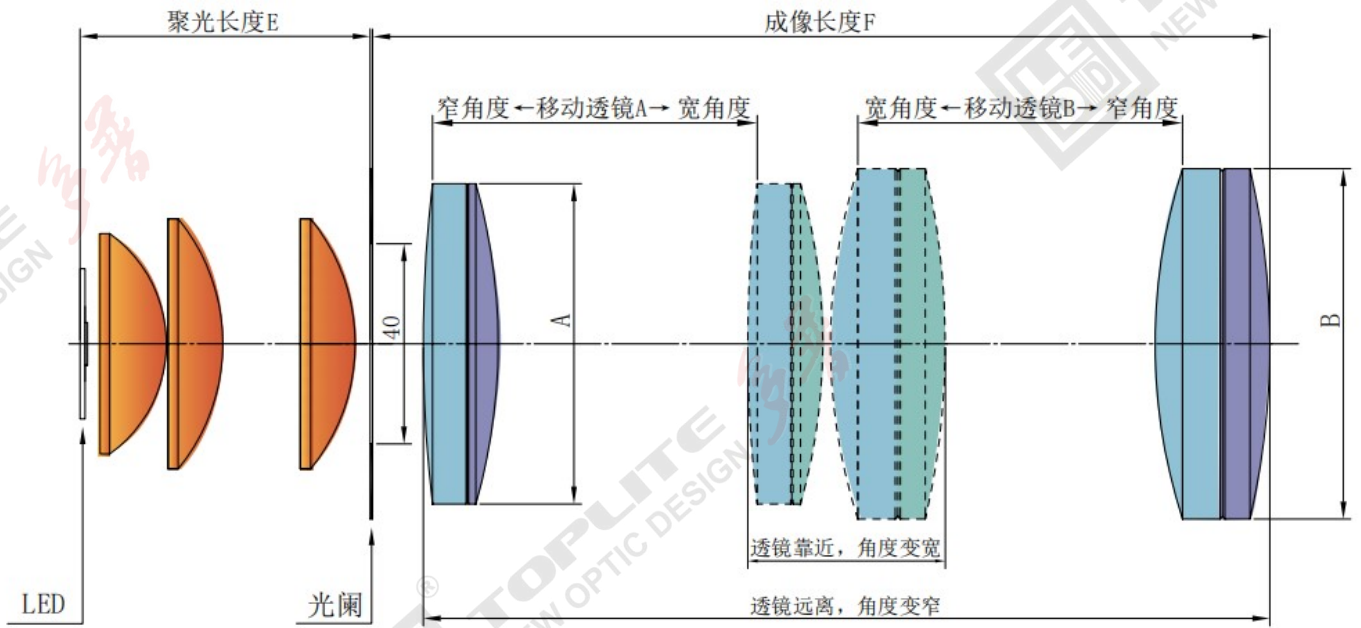 聚光长度E
成像长度F
窄角度←移动透镜A→ 宽角度
宽角度←移动透镜B→ 窄角度
40
A
B
透镜靠近，角度变宽
透镜远离，角度变窄
LED
光阑
TOPLITE
NEW OPTIC DESIGN
®